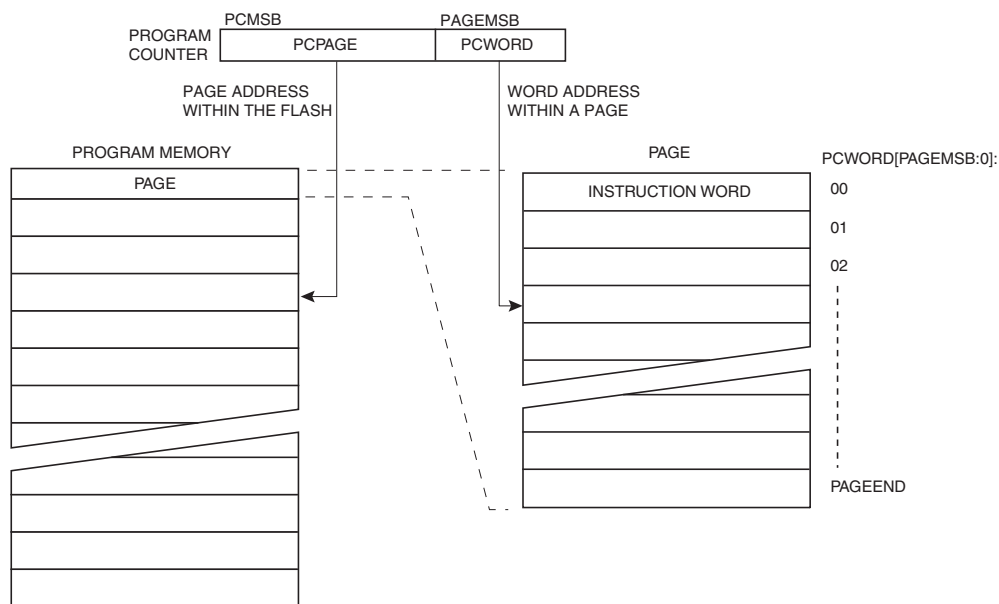 PCMSB
PAGEMSB
PROGRAM
COUNTER
PCPAGE
PCWORD
PAGE ADDRESS
WITHIN THE FLASH
WORD ADDRESS
WITHIN A PAGE
PROGRAM MEMORY
PAGE
PAGE
PCWORD[PAGEMSB:0]:
INSTRUCTION WORD
00
01
02
PAGEEND